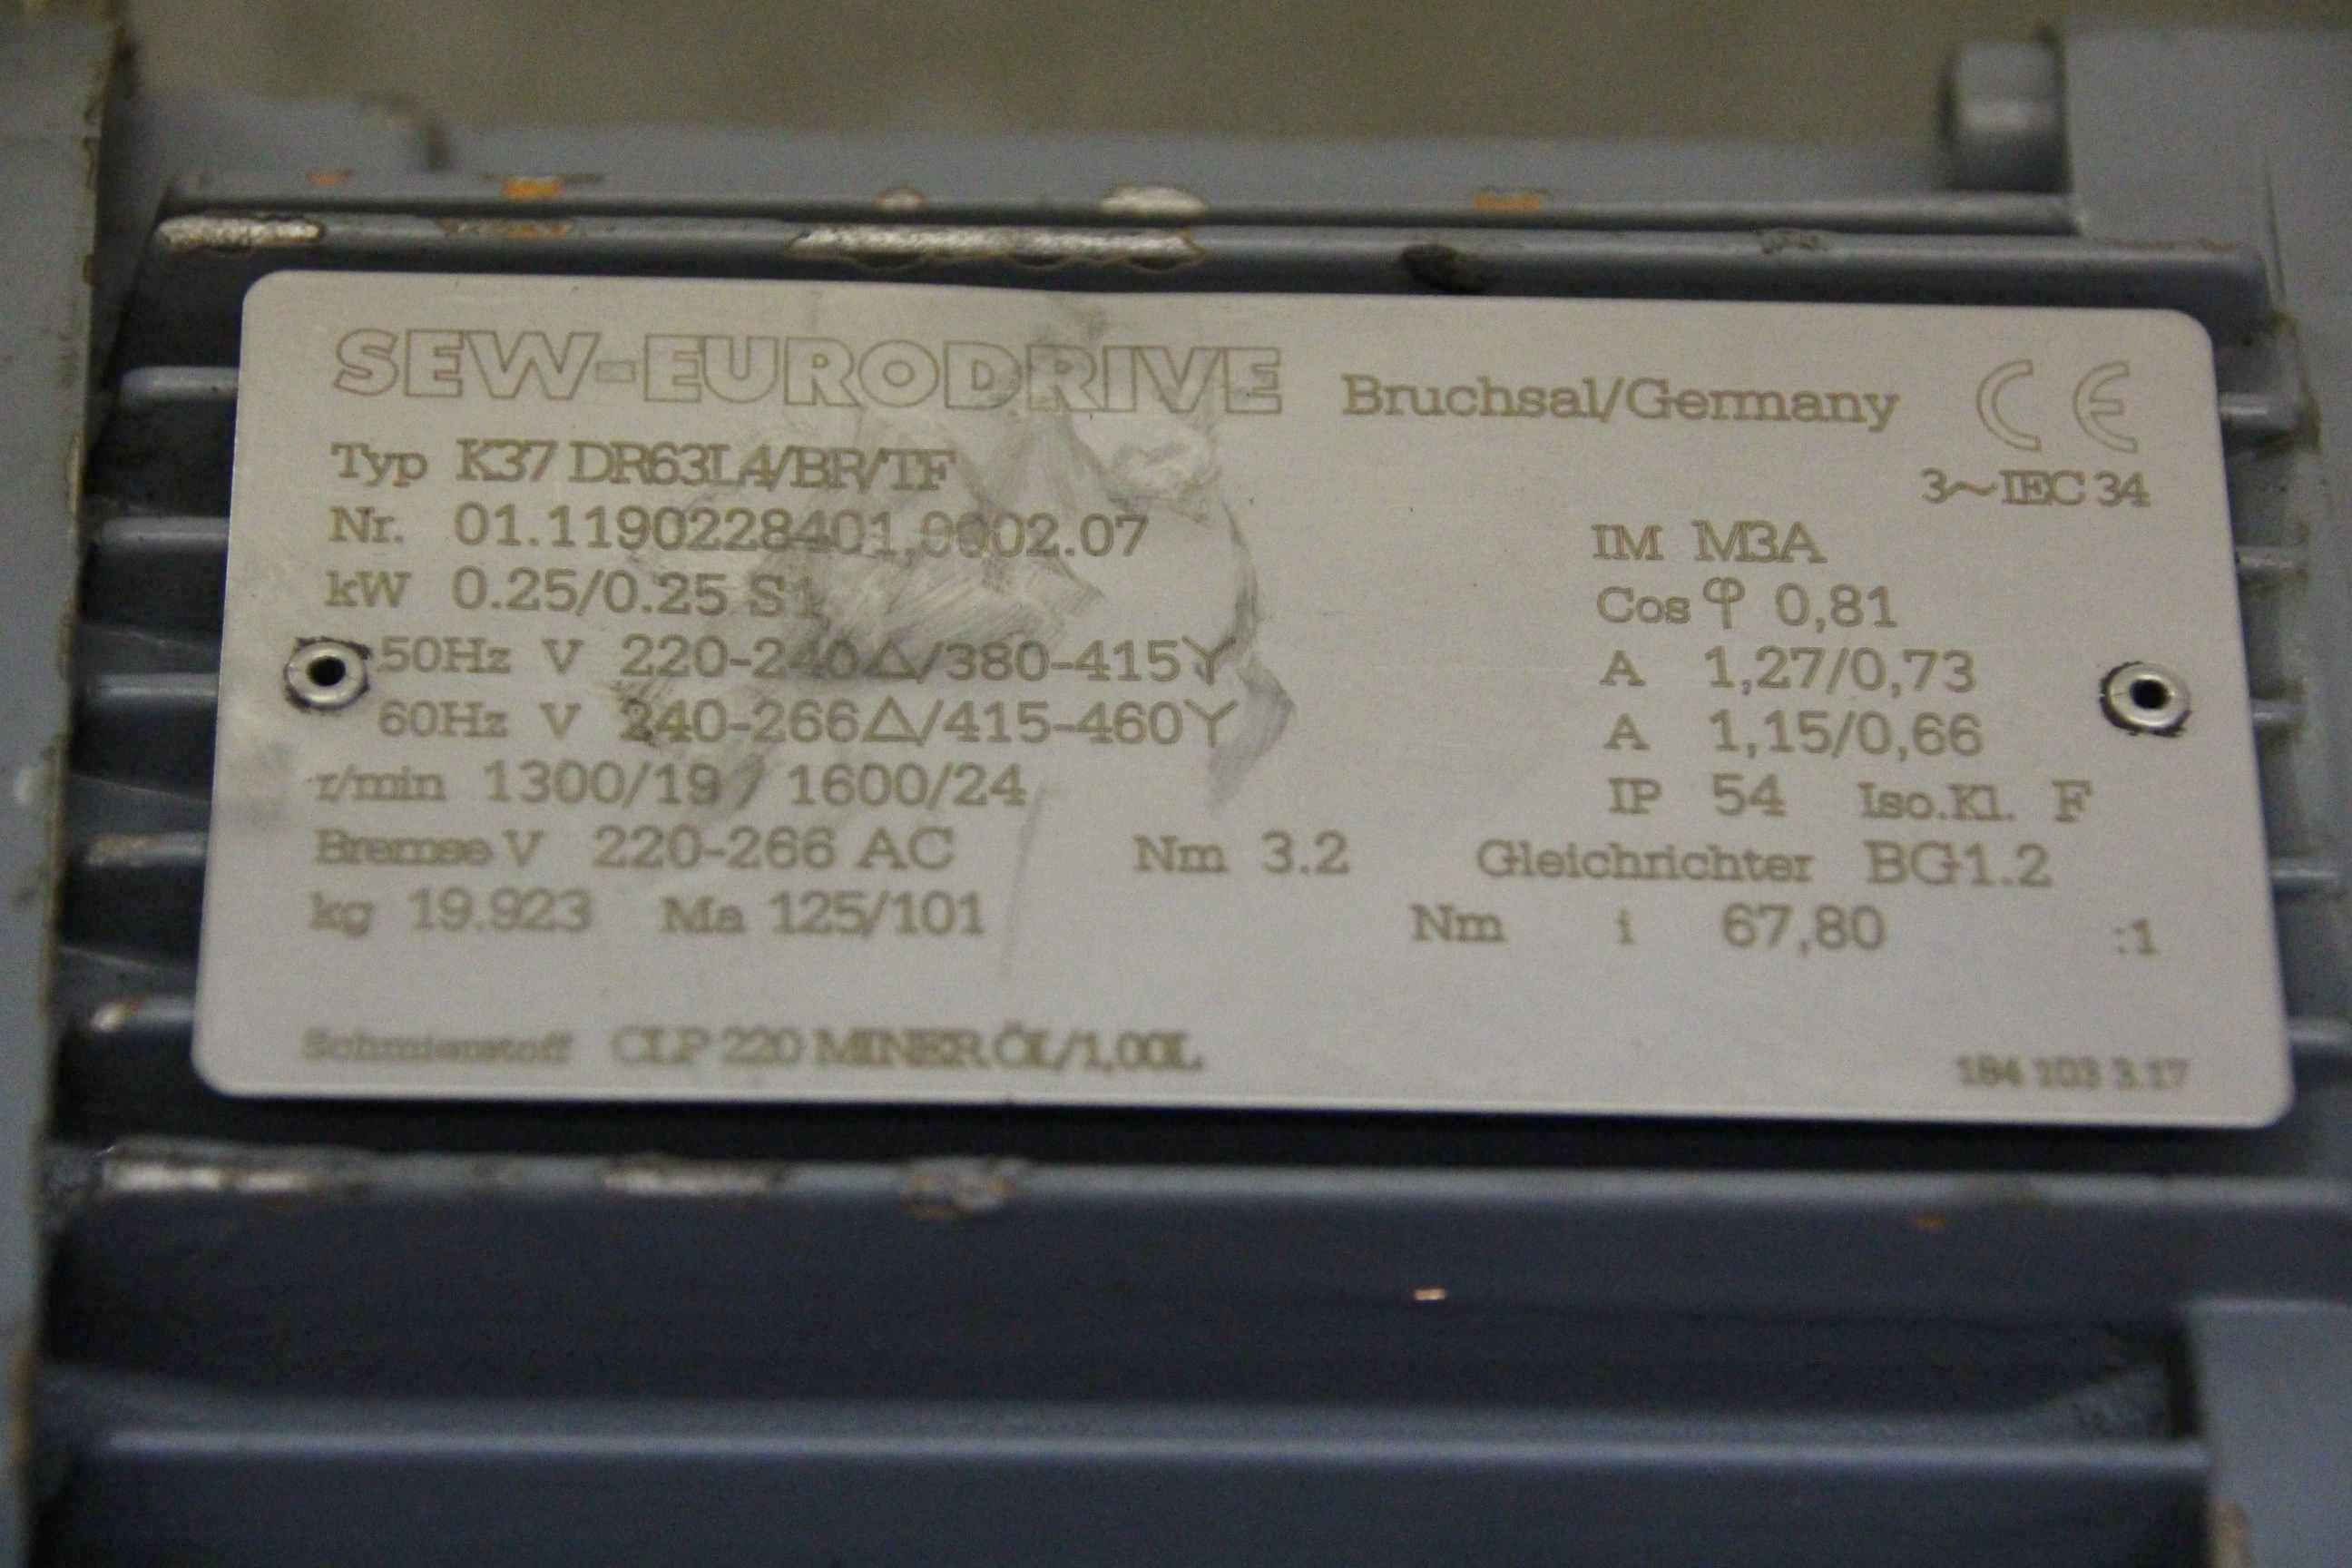 SEW-EURODRIVE Bruchsal/Germany CE
Typ K37 DR63L4/BR/TF 3~IEC 34
Nr. 01.1190228401.0002.07 IM M3A
kW 0.25/0.25 S1 Cos φ 0,81
50Hz V 220-240△/380-415Y A 1,27/0,73
60Hz V 240-266△/415-460Y A 1,15/0,66
r/min 1300/19 / 1600/24 IP 54 Iso.Kl. F
Bremse V 220-266 AC Nm 3.2 Gleichrichter BG1.2
kg 19.923 Ma 125/101 Nm i 67,80 :1
Schmierstoff CLP 220 MINER.ÖL/1,00L
184 103 3.17